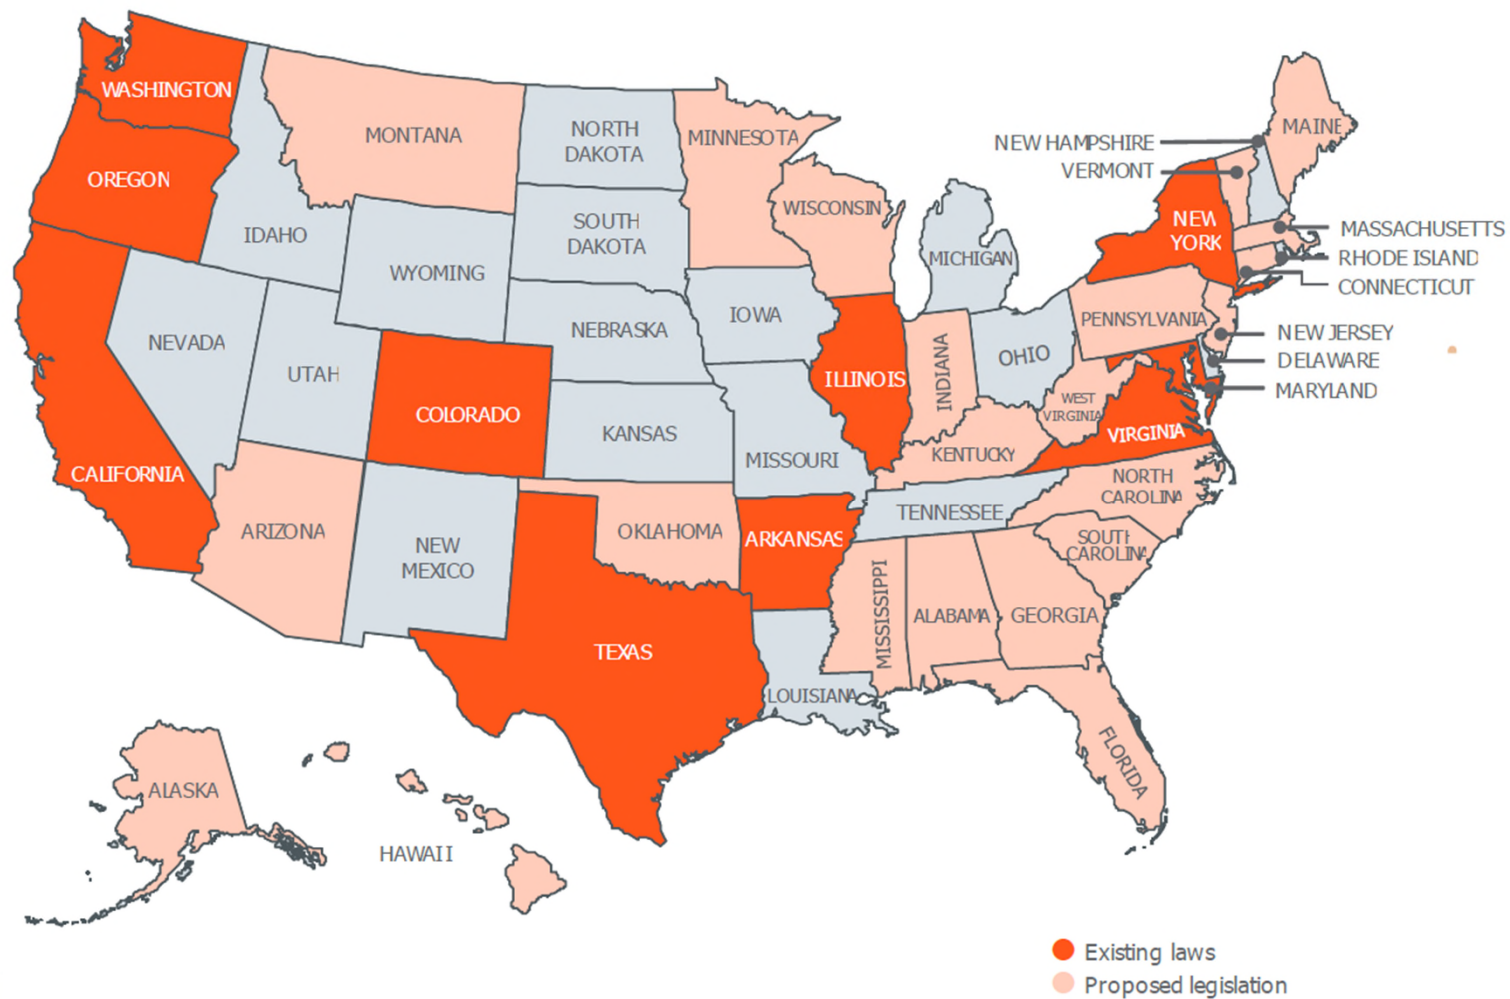 WASHINGTON
MONTANA
NORTH
DAKOTA
MINNESOTA
MAINE
NEW HAMPSHIRE
VERMONT
OREGON
IDAHO
WYOMING
SOUTH
DAKOTA
WISCONSIN
MICHIGAN
NEW
YORK
MASSACHUSETTS
RHODE ISLAND
CONNECTICUT
NEVADA
UTAH
NEBRASKA
IOWA
PENNSYLVANIA
NEW JERSEY
DELAWARE
MARYLAND
COLORADO
KANSAS
ILLINOIS
INDIANA
OHIO
WEST
VIRGINIA
VIRGINIA
CALIFORNIA
MISSOURI
KENTUCKY
NORTH
CAROLINA
ARIZONA
NEW
MEXICO
OKLAHOMA
ARKANSAS
TENNESSEE
SOUTH
CAROLINA
TEXAS
MISSISSIPPI
ALABAMA
GEORGIA
LOUISIANA
FLORIDA
ALASKA
HAWAII
Existing laws
Proposed legislation